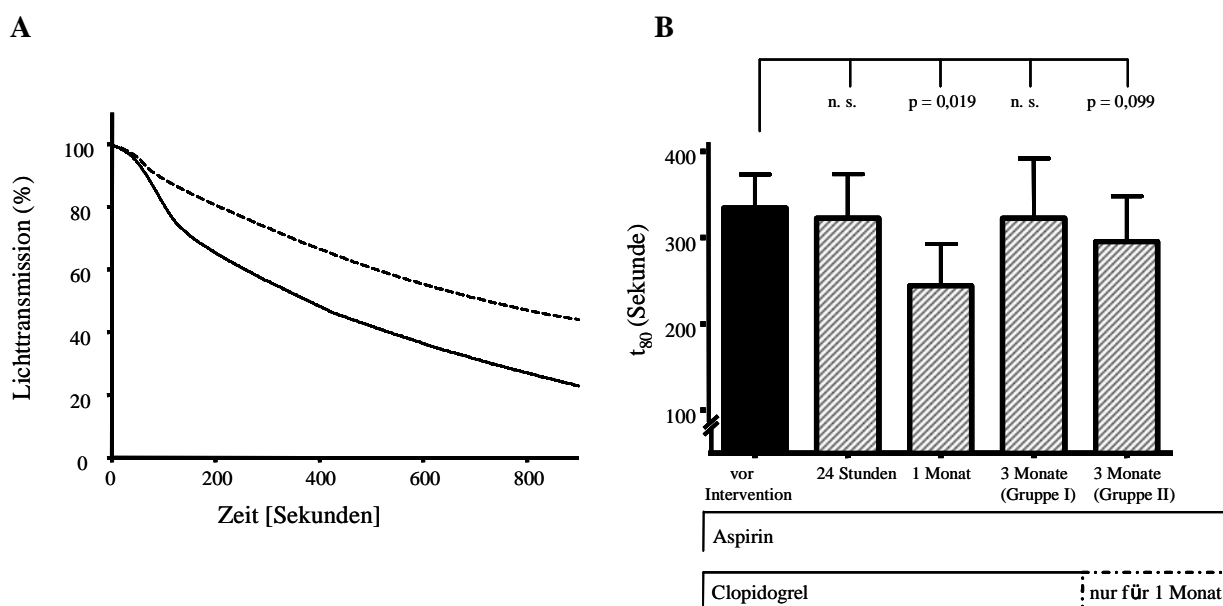 A
Lichttransmission (%)
100
80
60
40
20
0
0 200 400 600 800
Zeit [Sekunden]
B
n. s. p = 0,019 n. s. p = 0,099
t80 (Sekunde)
400
300
200
100
vor
Intervention
24 Stunden
1 Monat
3 Monate
(Gruppe I)
3 Monate
(Gruppe II)
Aspirin
Clopidogrel
nur für 1 Monat